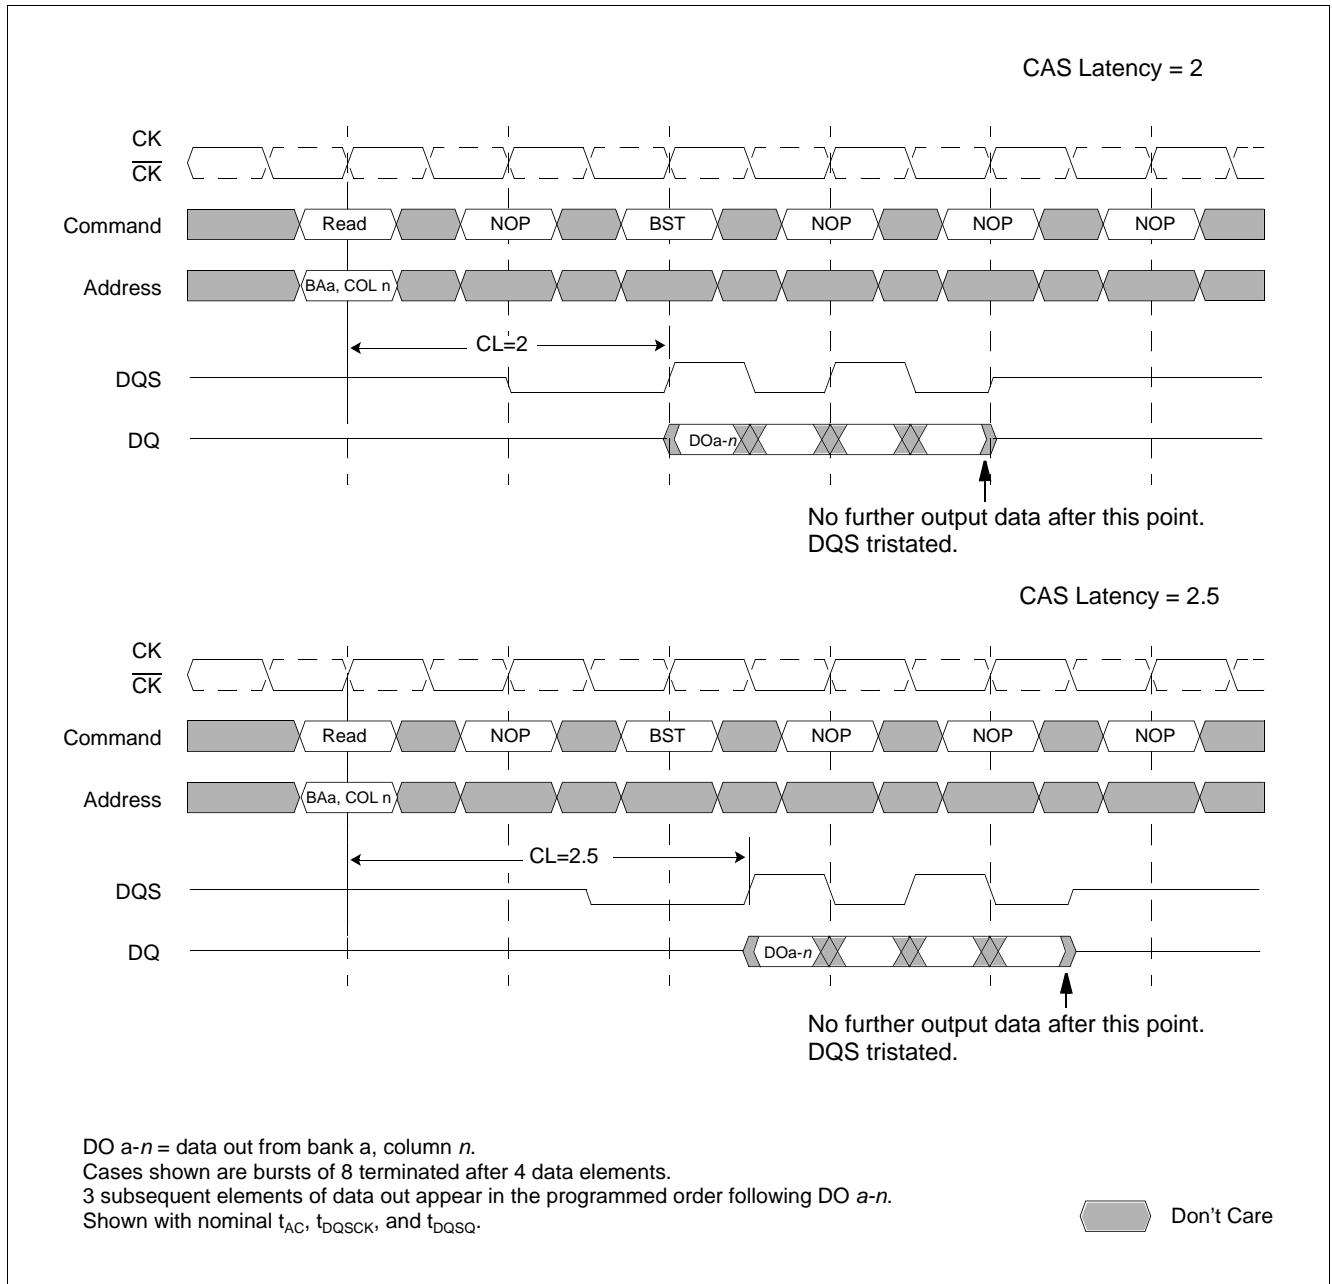 CAS Latency = 2
CK
CK
Command Read NOP BST NOP NOP NOP
Address BAa, COL n
CL=2
DQS
DQ DOa-n
No further output data after this point.
DQS tristated.
CAS Latency = 2.5
CK
CK
Command Read NOP BST NOP NOP NOP
Address BAa, COL n
CL=2.5
DQS
DQ DOa-n
No further output data after this point.
DQS tristated.
DO a-n = data out from bank a, column n.
Cases shown are bursts of 8 terminated after 4 data elements.
3 subsequent elements of data out appear in the programmed order following DO a-n.
Shown with nominal tAC, tDQSCK, and tDQSQ.
Don't Care